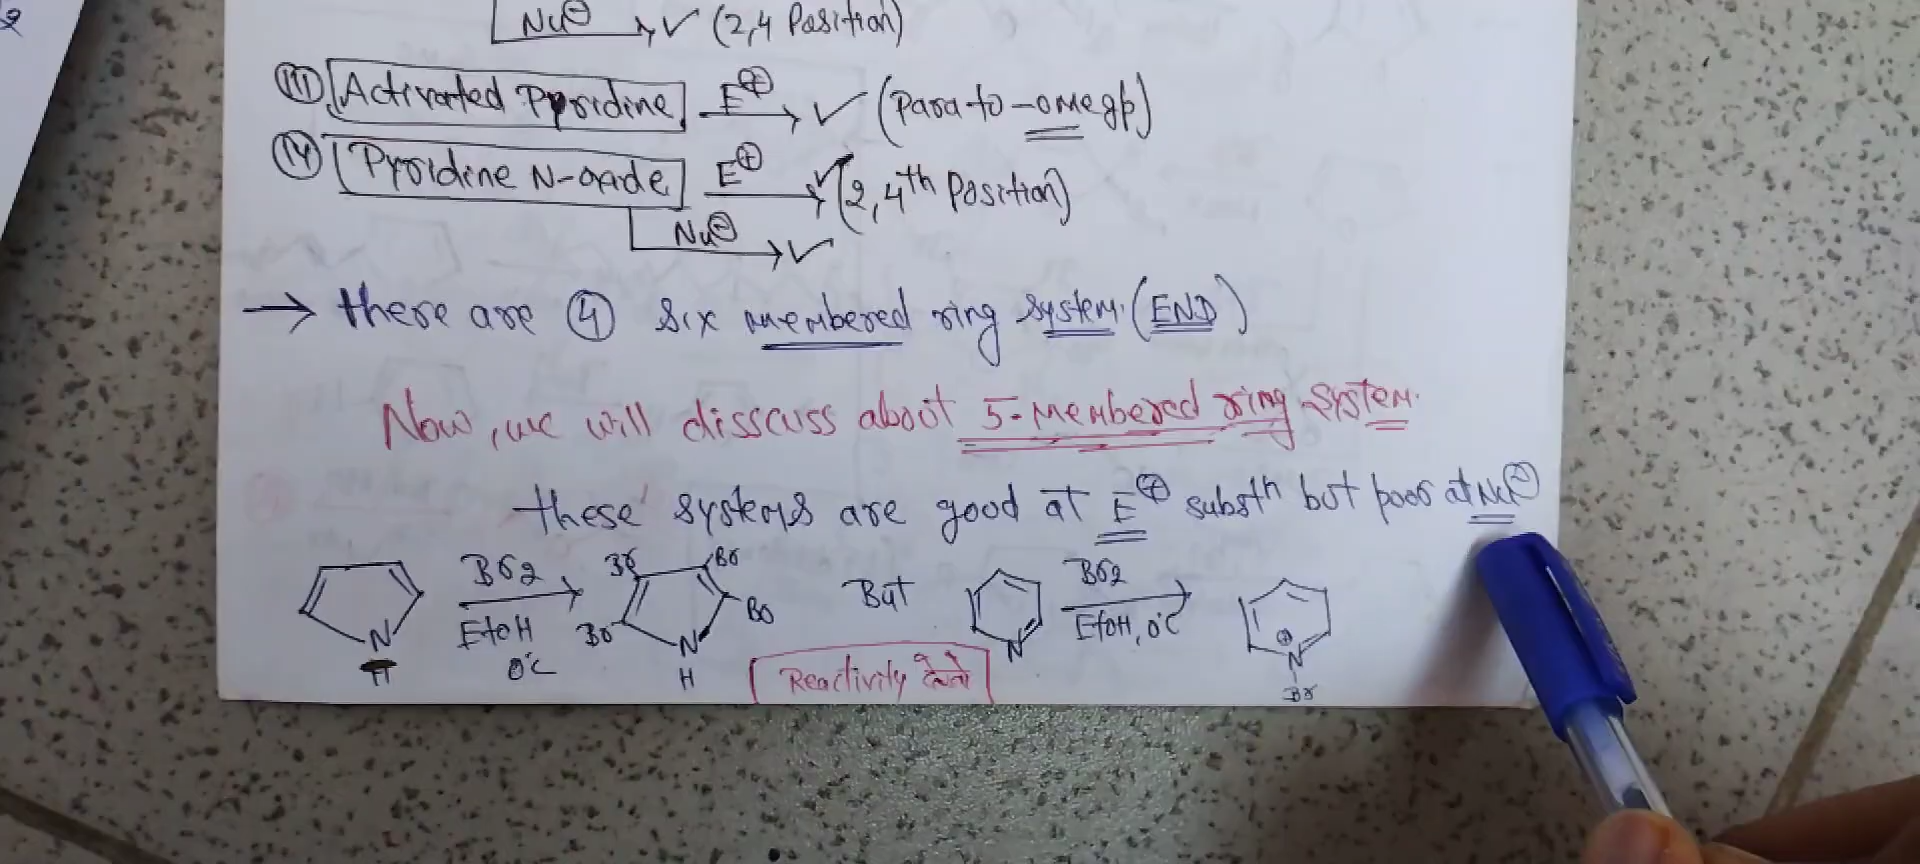 2
Nu⊖ → ✓ (2,4 Position)
(iii) Activated Pyridine E⊕ → ✓ (Para to -OMe gp)
(iv) Pyridine N-oxide E⊕ → ✓ (2,4th Position)
Nu⊖ → ✓
→ there are ④ six membered ring system. (END)
Now, we will disscuss about 5-Membered ring system.
these systems are good at E⊕ substn but poor at Nu⊖
Br2 Br Br But Br2
EtOH Br Br EtOH, 0°C ⊕
N 0°C N N N
H H Br
Reactivity देखो